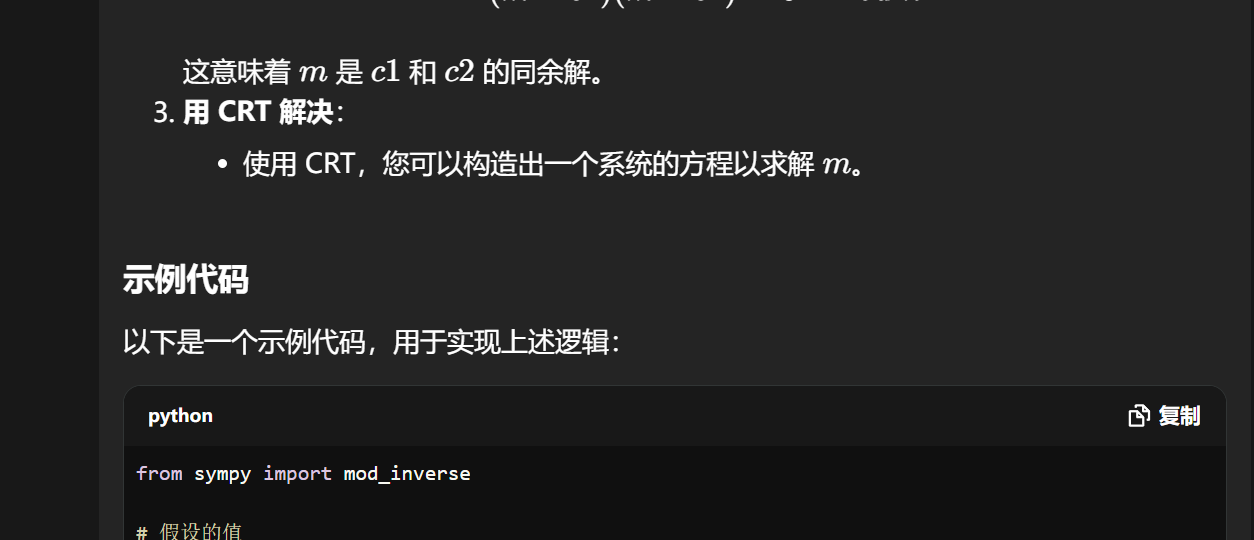 这意味着 m 是 c1 和 c2 的同余解。
3. 用 CRT 解决：
• 使用 CRT，您可以构造出一个系统的方程以求解 m。
示例代码
以下是一个示例代码，用于实现上述逻辑：
python 复制
from sympy import mod_inverse
# 假设的值